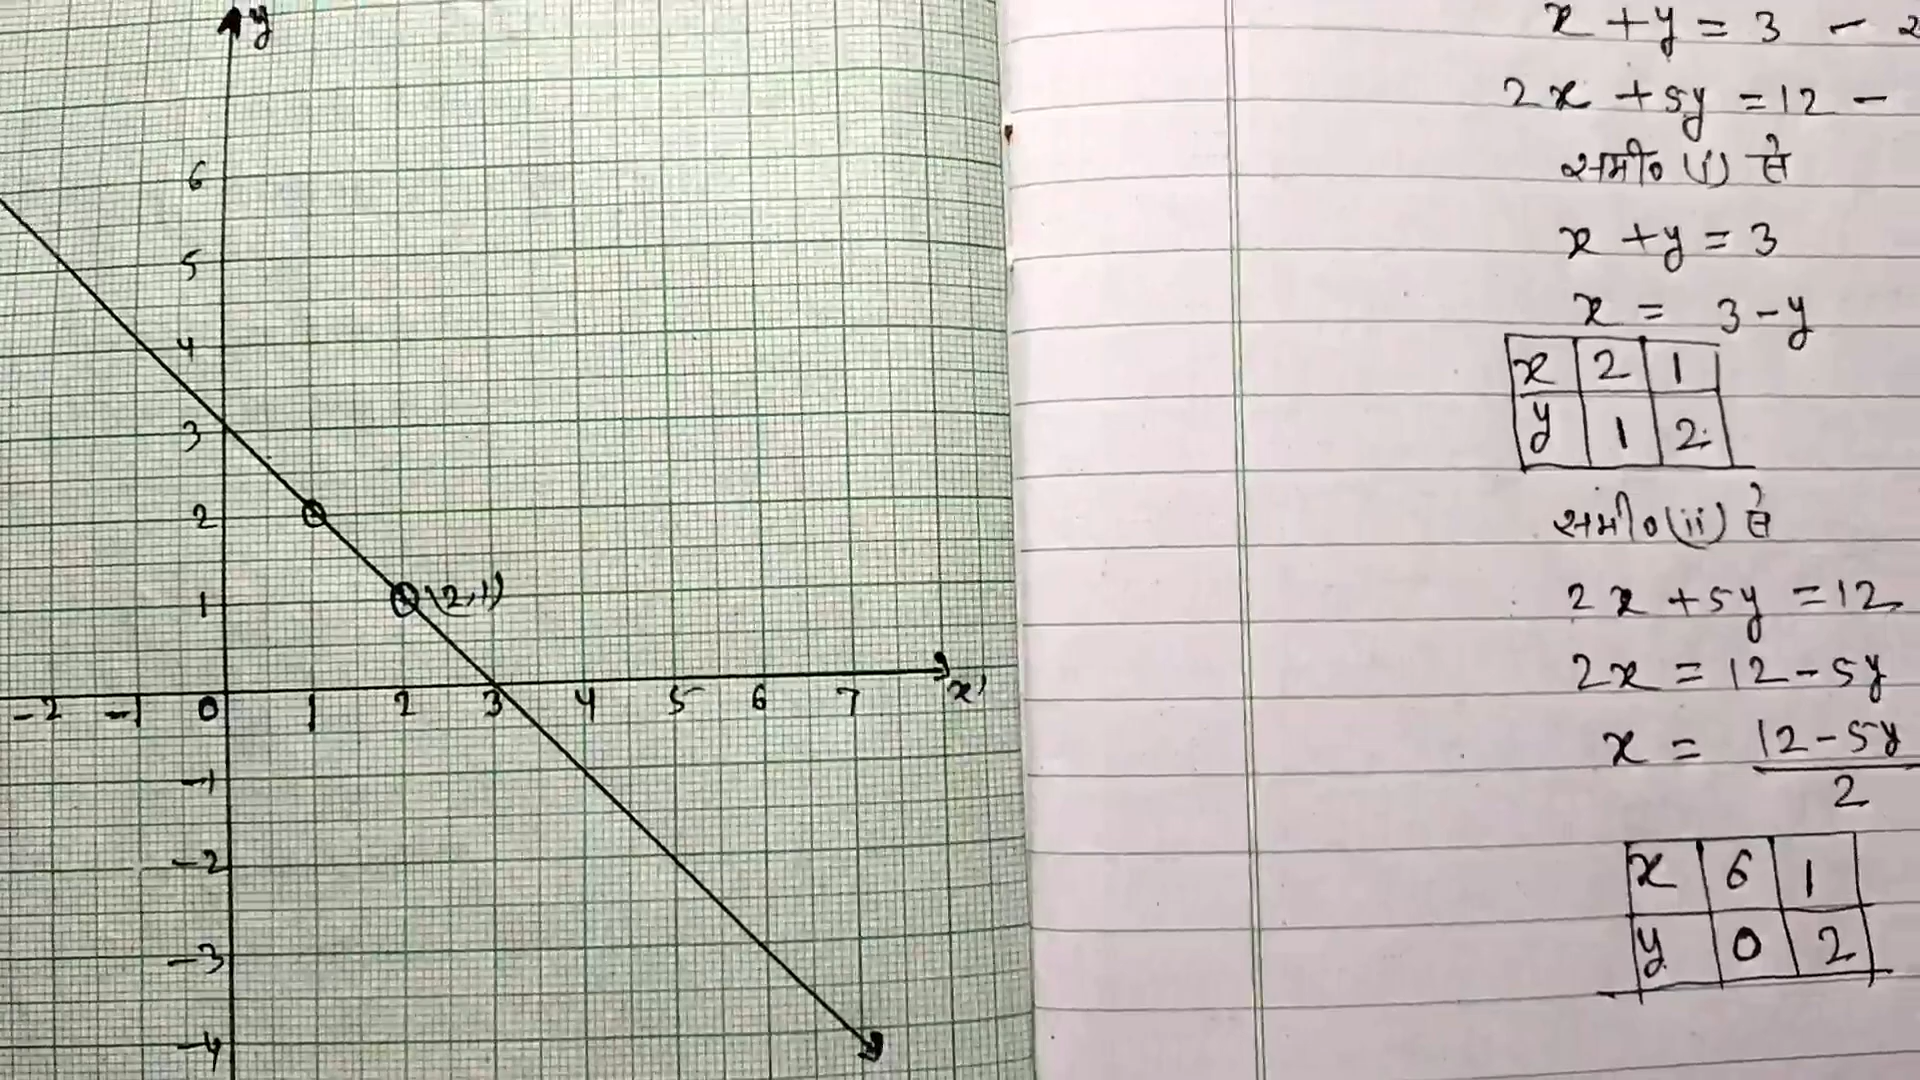 y
6
5
4
3
2
1
(2,1)
-2 -1 0 1 2 3 4 5 6 7 x'
-1
-2
-3
-4
x + y = 3 -
2x + 5y = 12 -
समी० (i) से
x + y = 3
x = 3 - y
x 2 1
y 1 2
समी० (ii) से
2x + 5y = 12
2x = 12 - 5y
x = 12 - 5y
2
x 6 1
y 0 2